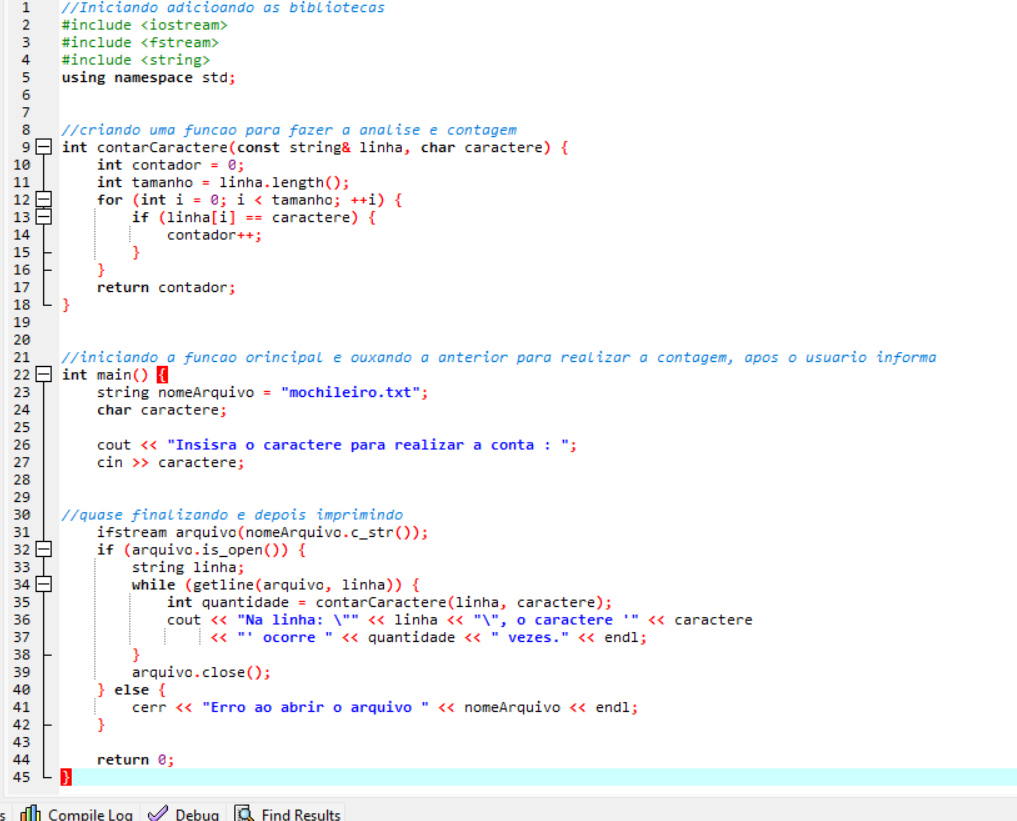 1 //Iniciando adicioando as bibliotecas
2 #include <iostream>
3 #include <fstream>
4 #include <string>
5 using namespace std;
6
7
8 //criando uma funcao para fazer a analise e contagem
9 int contarCaractere(const string& linha, char caractere) {
10 int contador = 0;
11 int tamanho = linha.length();
12 for (int i = 0; i < tamanho; ++i) {
13 if (linha[i] == caractere) {
14 contador++;
15 }
16 }
17 return contador;
18 }
19
20
21 //iniciando a funcao orincipal e ouxando a anterior para realizar a contagem, apos o usuario informa
22 int main() {
23 string nomeArquivo = "mochileiro.txt";
24 char caractere;
25
26 cout << "Insisra o caractere para realizar a conta : ";
27 cin >> caractere;
28
29
30 //quase finalizando e depois imprimindo
31 ifstream arquivo(nomeArquivo.c_str());
32 if (arquivo.is_open()) {
33 string linha;
34 while (getline(arquivo, linha)) {
35 int quantidade = contarCaractere(linha, caractere);
36 cout << "Na linha: \"" << linha << "\", o caractere '" << caractere
37 << "' ocorre " << quantidade << " vezes." << endl;
38 }
39 arquivo.close();
40 } else {
41 cerr << "Erro ao abrir o arquivo " << nomeArquivo << endl;
42 }
43
44 return 0;
45 }
s Compile Log Debug Find Results